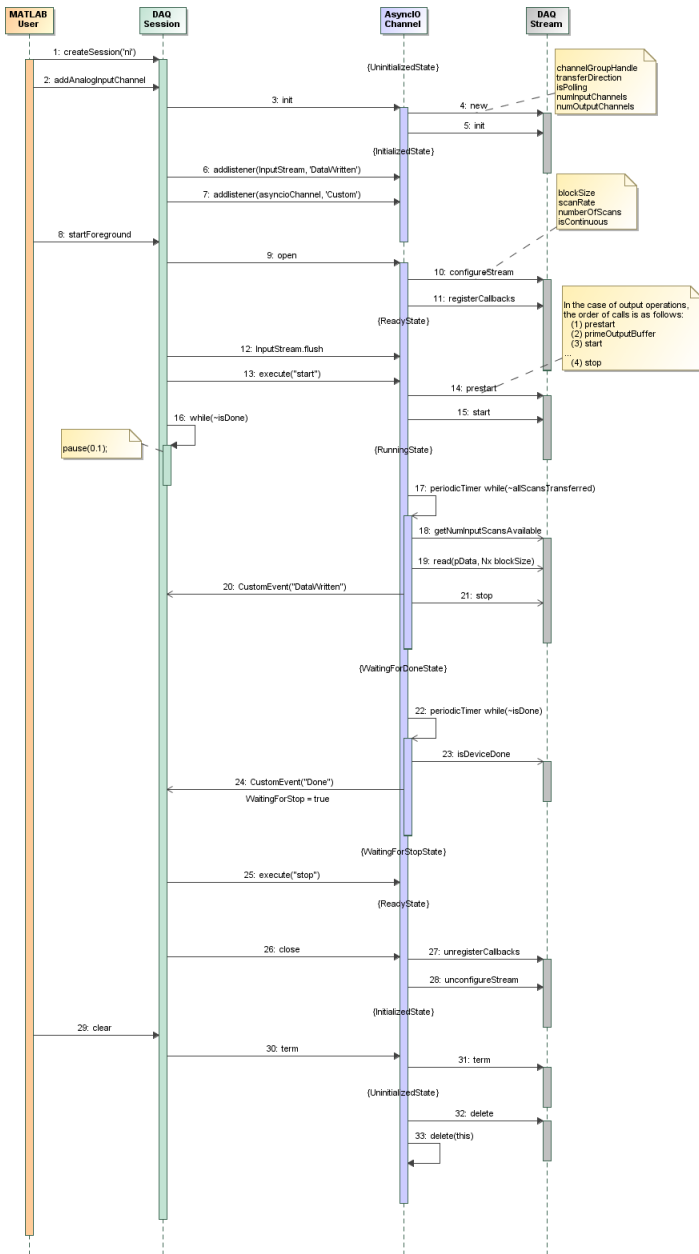 MATLAB
User
DAQ
Session
AsyncIO
Channel
DAQ
Stream
1: createSession('ni')
{UninitializedState}
channelGroupHandle
transferDirection
isPolling
numInputChannels
numOutputChannels
2: addAnalogInputChannel
3: init
4: new
5: init
{InitializedState}
6: addlistener(InputStream, 'DataWritten')
7: addlistener(asyncioChannel, 'Custom')
blockSize
scanRate
numberOfScans
isContinuous
8: startForeground
9: open
10: configureStream
11: registerCallbacks
{ReadyState}
In the case of output operations,
the order of calls is as follows:
(1) prestart
(2) primeOutputBuffer
(3) start
...
(4) stop
12: InputStream.flush
13: execute("start")
14: prestart
15: start
16: while(~isDone)
pause(0.1);
{RunningState}
17: periodicTimer while(~allScansTransferred)
18: getNumInputScansAvailable
19: read(pData, Nx blockSize)
20: CustomEvent("DataWritten")
21: stop
{WaitingForDoneState}
22: periodicTimer while(~isDone)
23: isDeviceDone
24: CustomEvent("Done")
WaitingForStop = true
{WaitingForStopState}
25: execute("stop")
{ReadyState}
26: close
27: unregisterCallbacks
28: unconfigureStream
{InitializedState}
29: clear
30: term
31: term
{UninitializedState}
32: delete
33: delete(this)